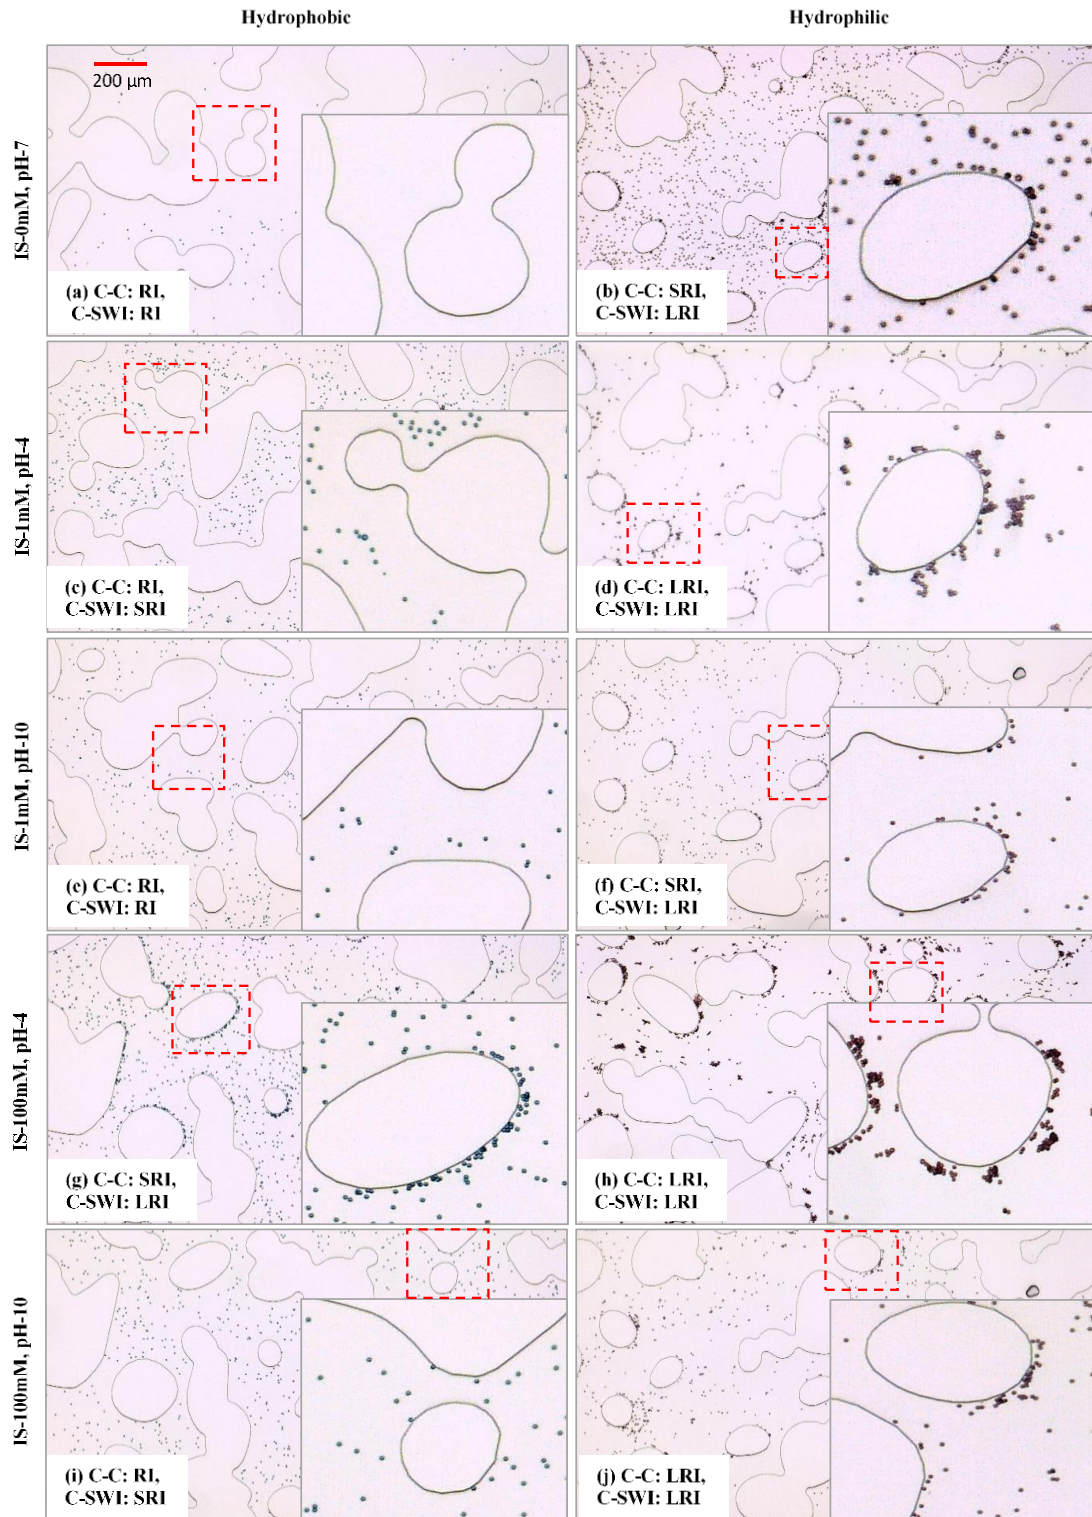 Hydrophobic
Hydrophilic
IS-0mM, pH-7
200 µm
(a) C-C: RI,
C-SWI: RI
(b) C-C: SRI,
C-SWI: LRI
IS-1mM, pH-4
(c) C-C: RI,
C-SWI: SRI
(d) C-C: LRI,
C-SWI: LRI
IS-1mM, pH-10
(e) C-C: RI,
C-SWI: RI
(f) C-C: SRI,
C-SWI: LRI
IS-100mM, pH-4
(g) C-C: SRI,
C-SWI: LRI
(h) C-C: LRI,
C-SWI: LRI
IS-100mM, pH-10
(i) C-C: RI,
C-SWI: SRI
(j) C-C: LRI,
C-SWI: LRI